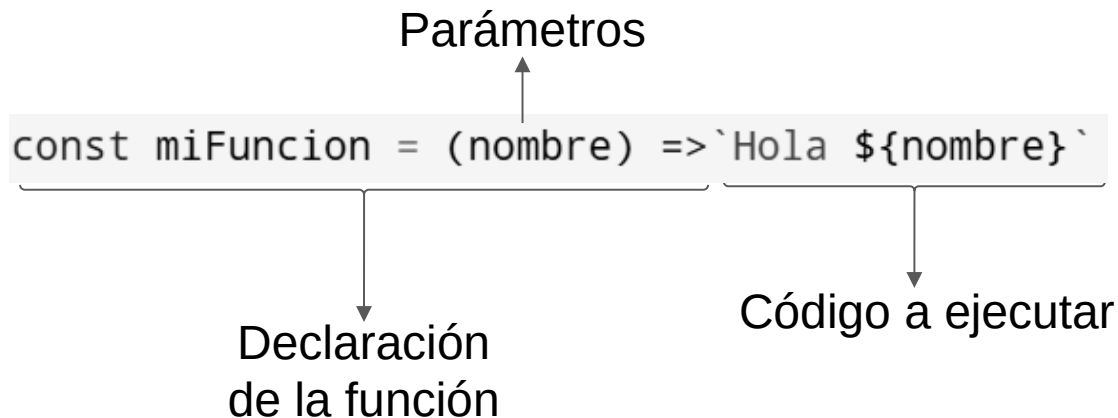 Parámetros
const miFuncion = (nombre) =>`Hola ${nombre}`
Código a ejecutar
Declaración
de la función